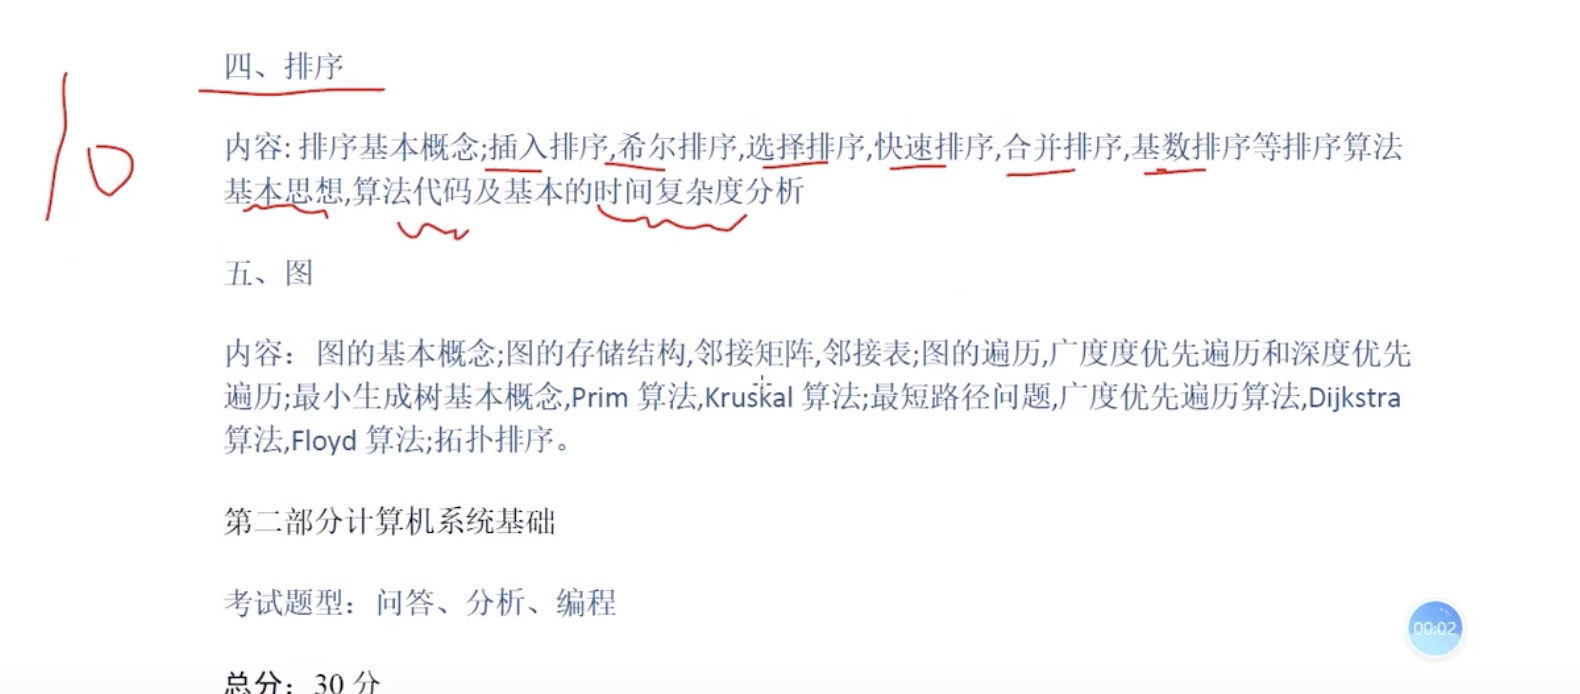 四、排序
10
内容: 排序基本概念;插入排序,希尔排序,选择排序,快速排序,合并排序,基数排序等排序算法
基本思想,算法代码及基本的时间复杂度分析
五、图
内容：图的基本概念;图的存储结构,邻接矩阵,邻接表;图的遍历,广度度优先遍历和深度优先
遍历;最小生成树基本概念,Prim 算法,Kruskal 算法;最短路径问题,广度优先遍历算法,Dijkstra
算法,Floyd 算法;拓扑排序。
第二部分计算机系统基础
考试题型：问答、分析、编程
00:02
总分：30 分